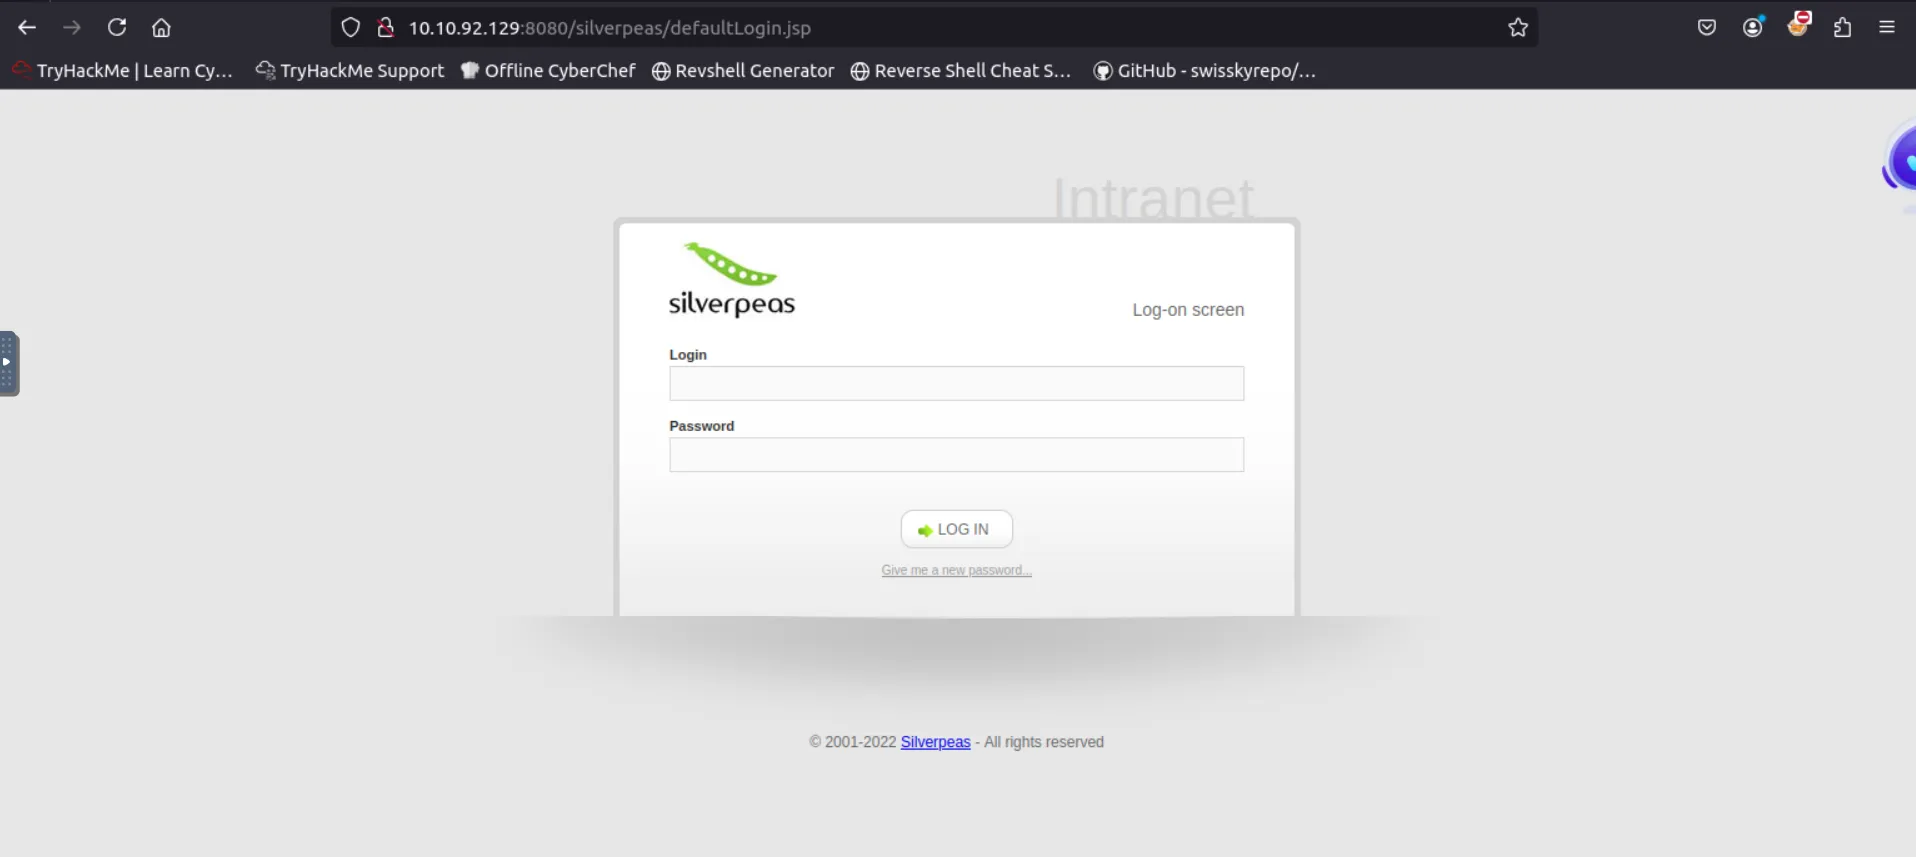 10.10.92.129:8080/silverpeas/defaultLogin.jsp
TryHackMe | Learn Cy… TryHackMe Support Offline CyberChef Revshell Generator Reverse Shell Cheat S… GitHub - swisskyrepo/…
Intranet
silverpeas
Log-on screen
Login
Password
LOG IN
Give me a new password...
© 2001-2022 Silverpeas - All rights reserved